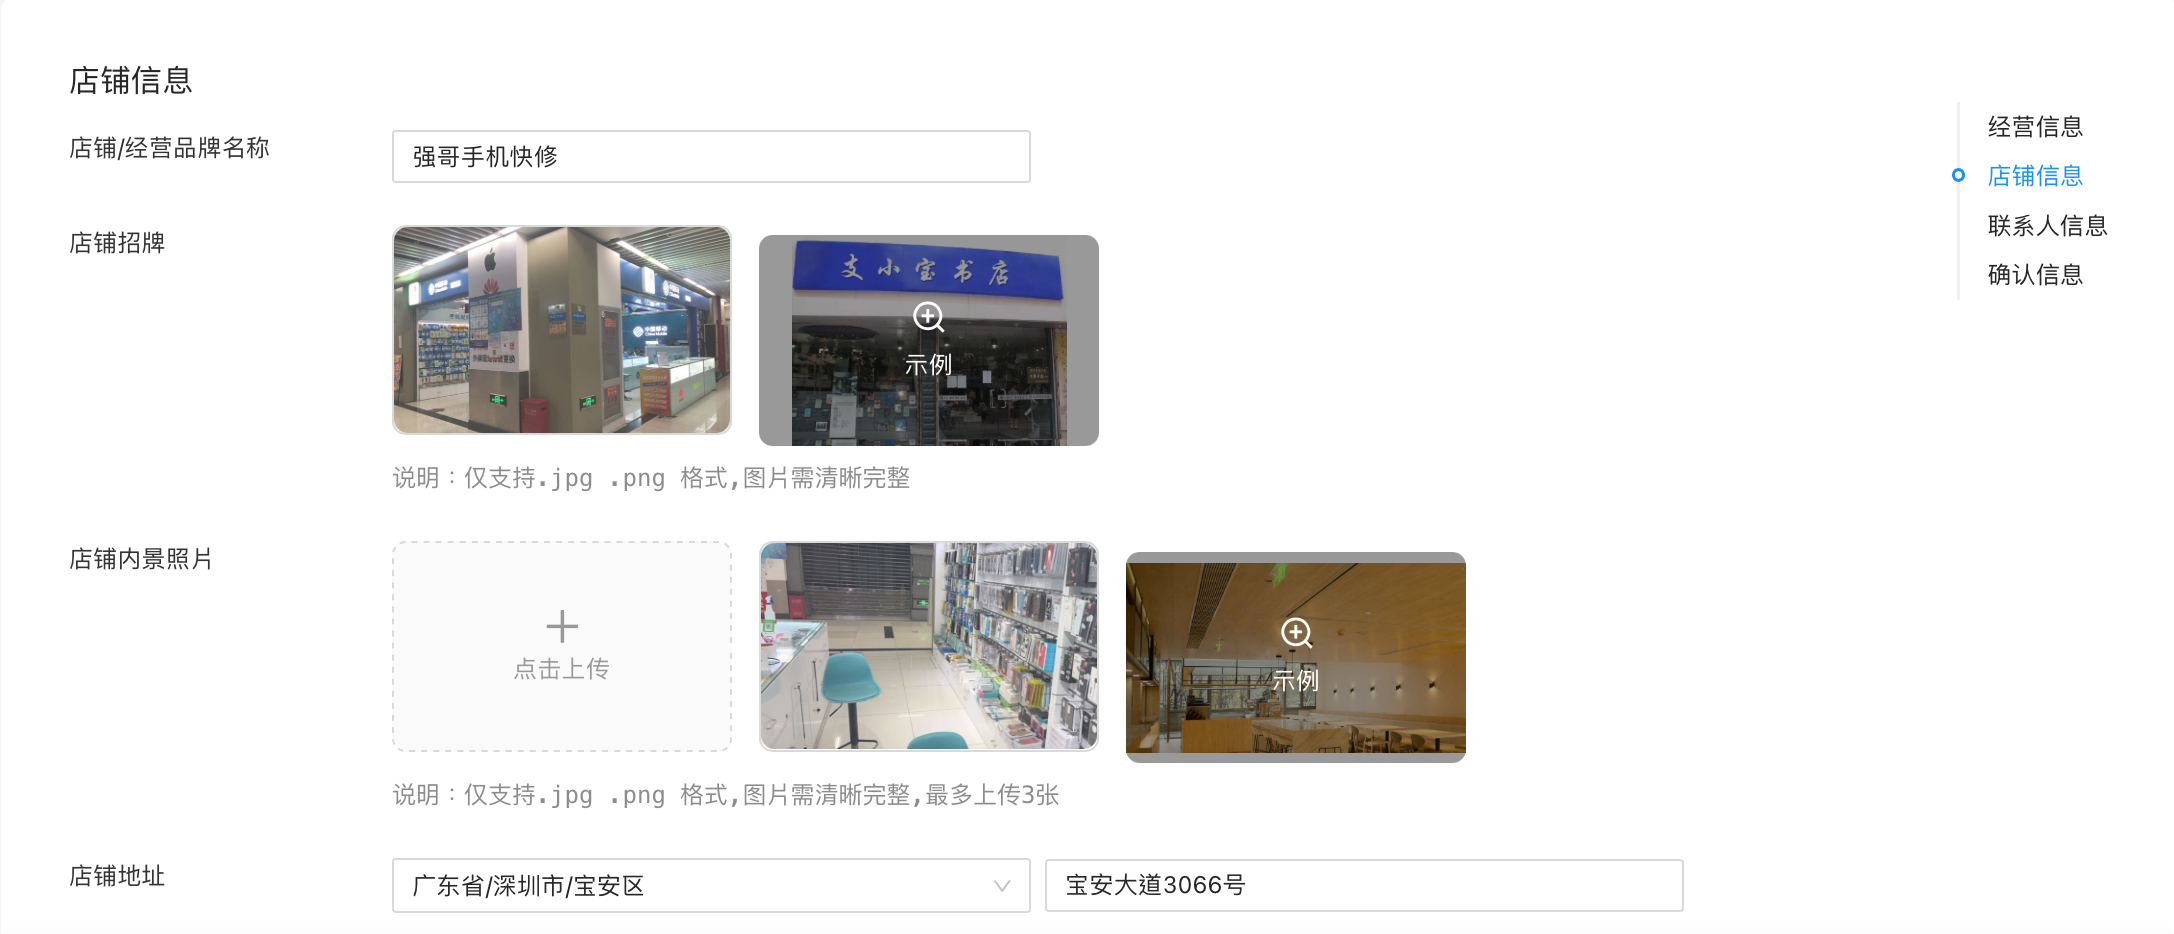 店铺信息
店铺/经营品牌名称
强哥手机快修
店铺招牌
中国移动
支小宝书店
示例
说明：仅支持.jpg .png 格式,图片需清晰完整
店铺内景照片
点击上传
示例
说明：仅支持.jpg .png 格式,图片需清晰完整,最多上传3张
店铺地址
广东省/深圳市/宝安区
宝安大道3066号
经营信息
店铺信息
联系人信息
确认信息